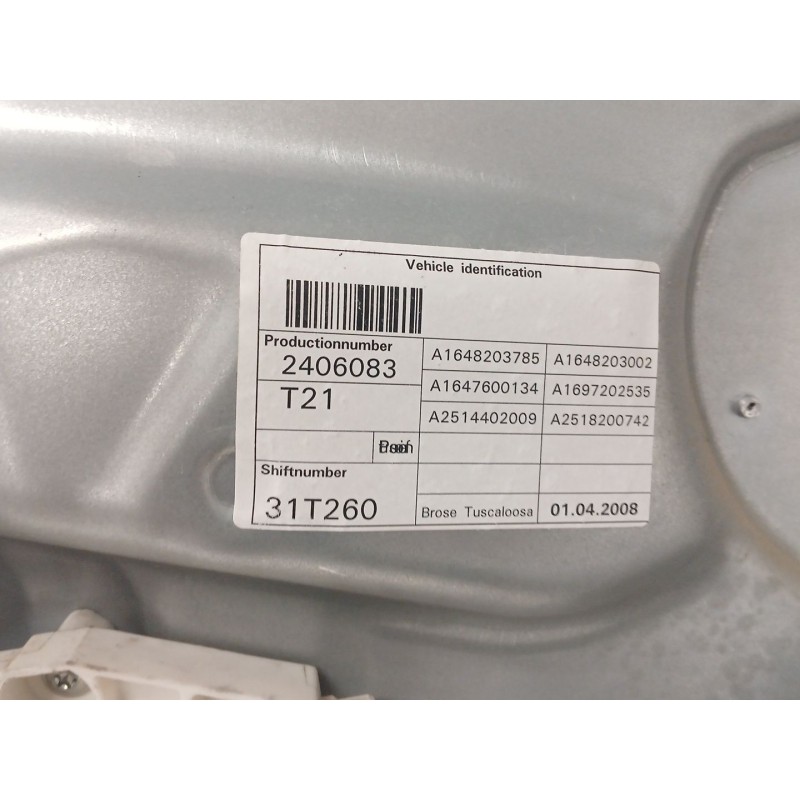 Vehicle identification
Productionnumber
2406083
T21
A1648203785 A1648203002
A1647600134 A1697202535
A2514402009 A2518200742
Shiftnumber
31T260
Brose Tuscaloosa 01.04.2008